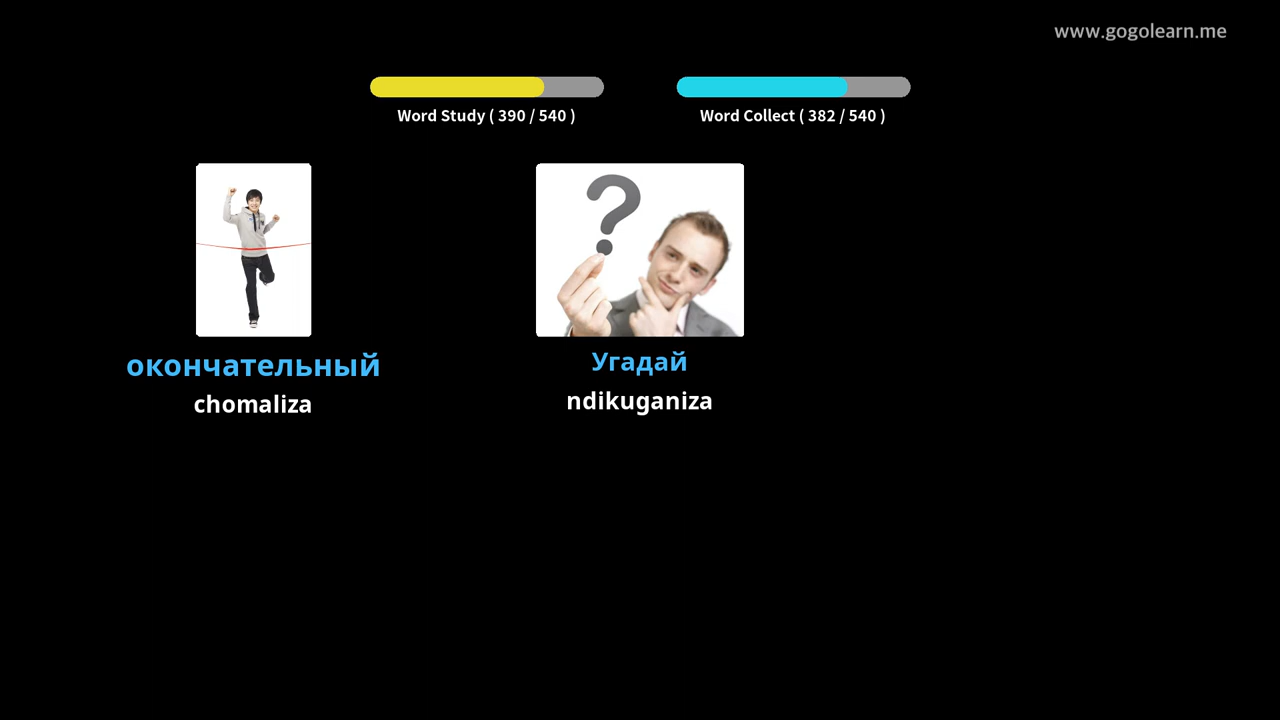 www.gogolearn.me
Word Study ( 390 / 540 )
Word Collect ( 382 / 540 )
окончательный
chomaliza
Угадай
ndikuganiza